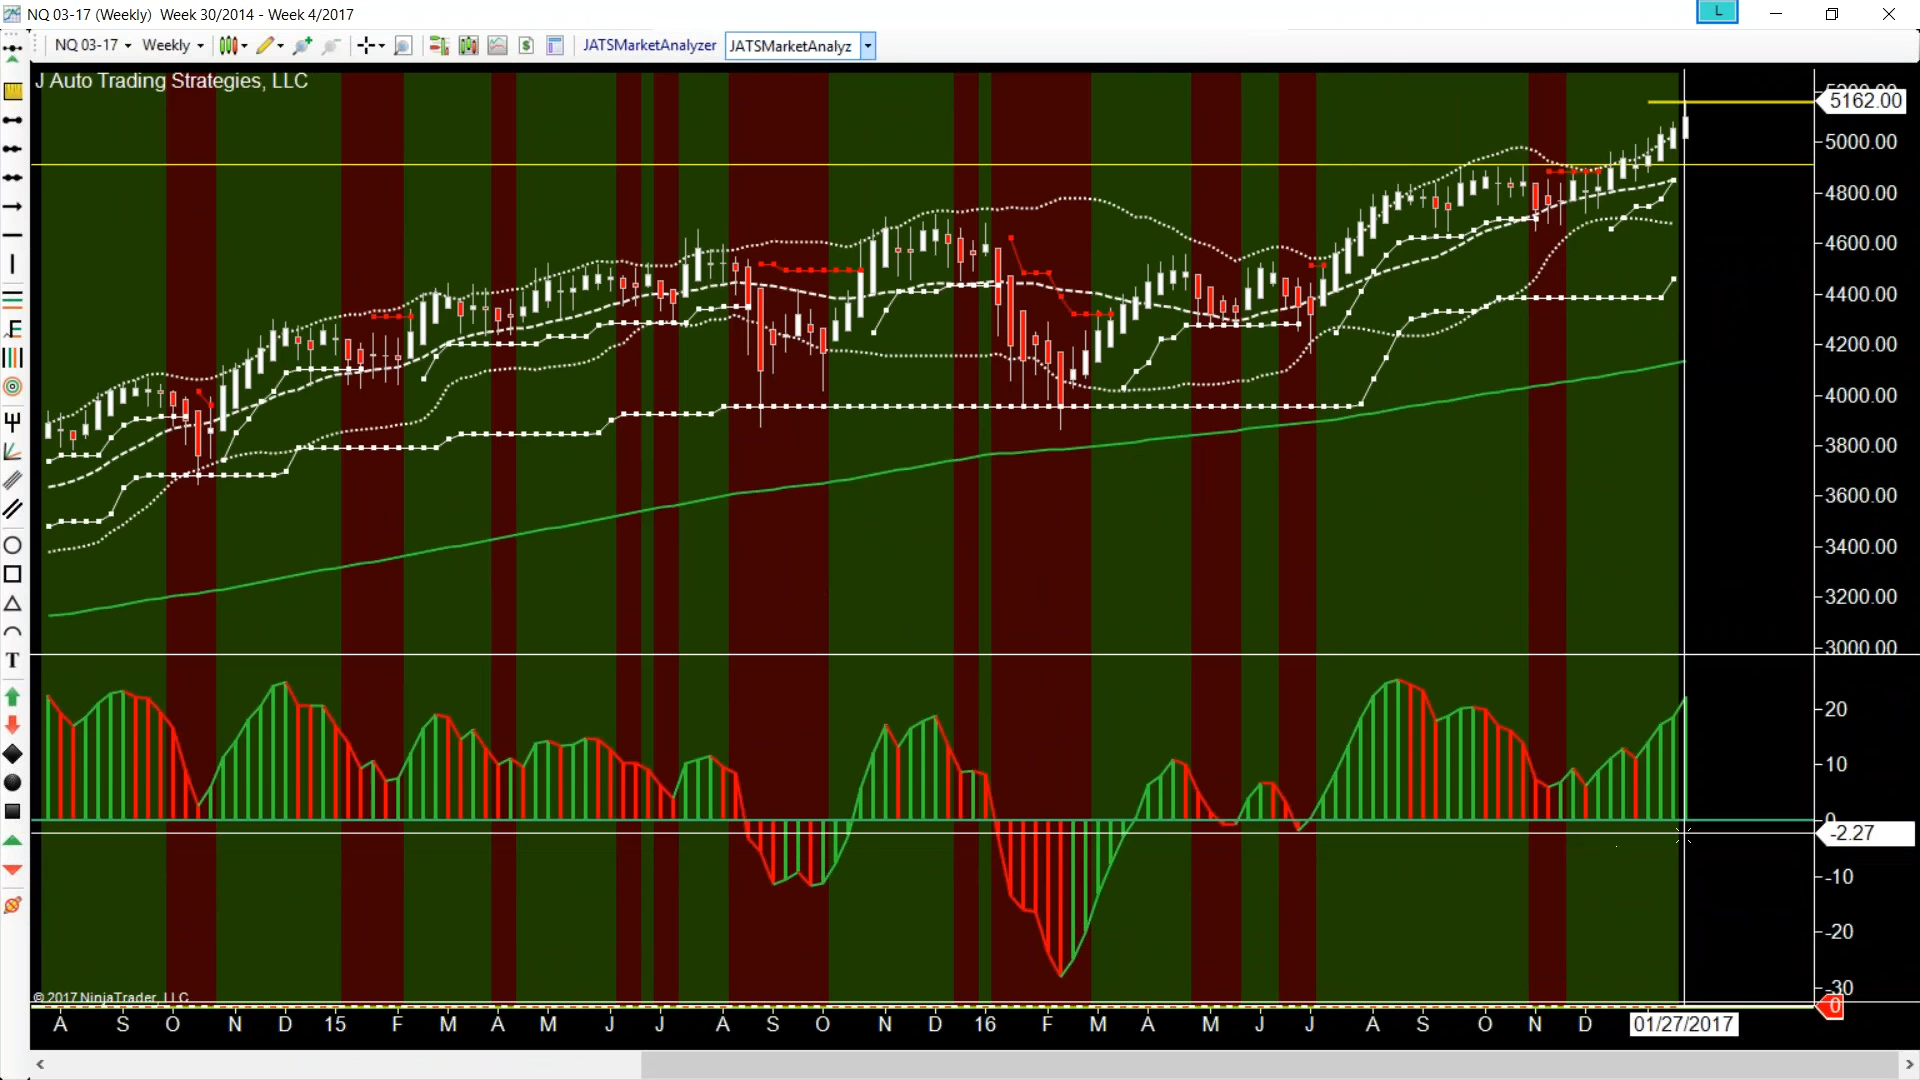 NQ 03-17 (Weekly)  Week 30/2014 - Week 4/2017
L
NQ 03-17 Weekly $ JATSMarketAnalyzer JATSMarketAnalyz
J Auto Trading Strategies, LLC
5200.00
5162.00
5000.00
4800.00
4600.00
4400.00
4200.00
4000.00
3800.00
3600.00
3400.00
3200.00
3000.00
E
T
20
10
0
-2.27
-10
-20
-30
0
© 2017 NinjaTrader, LLC
A S O N D 15 F M A M J J A S O N D 16 F M A M J J A S O N D 01/27/2017